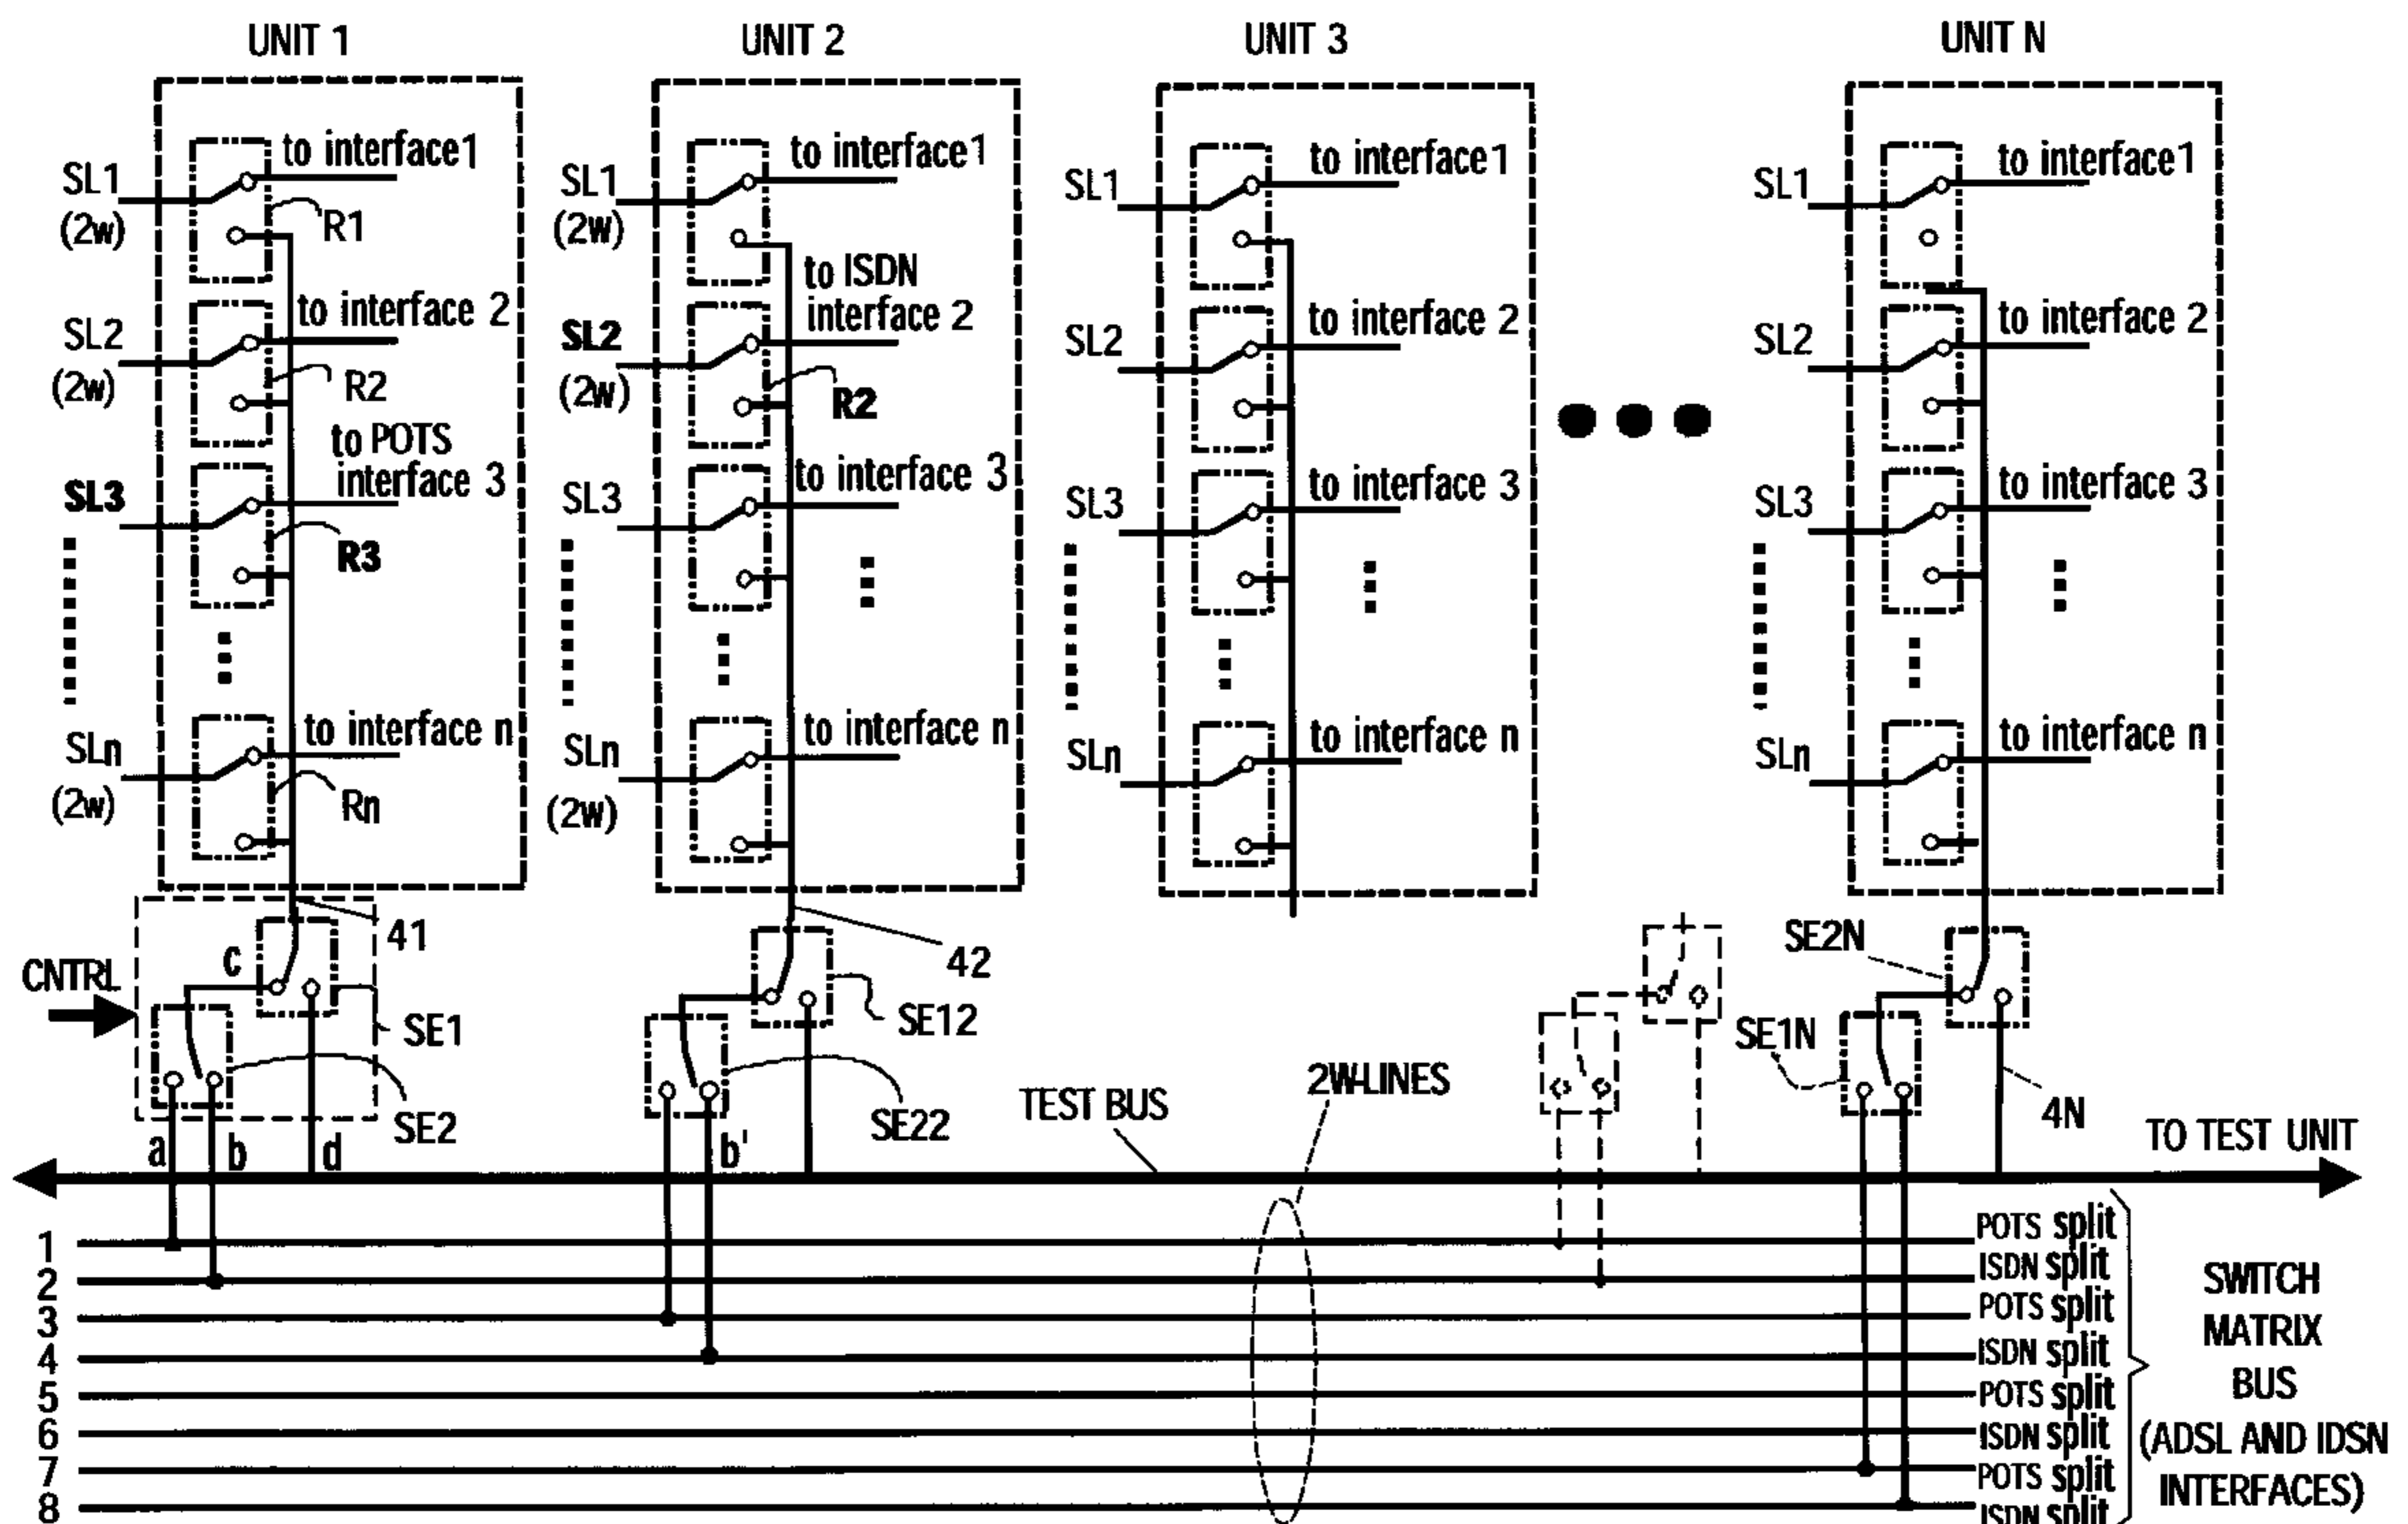 UNIT 1
UNIT 2
UNIT 3
UNIT N
SL1
(2w)
to interface1
R1
SL2
(2w)
to interface 2
R2
SL3
to POTS
interface 3
R3
SLn
(2w)
to interface n
Rn
SL1
(2w)
to interface1
SL2
(2w)
to ISDN
interface 2
R2
SL3
to interface 3
SLn
(2w)
to interface n
SL1
to interface1
SL2
to interface 2
SL3
to interface 3
SLn
to interface n
SL1
to interface1
SL2
to interface 2
SL3
to interface 3
SLn
to interface n
CNTRL
c
41
SE1
SE2
a
b
d
42
SE12
SE22
b'
TEST BUS
2W-LINES
SE2N
SE1N
4N
TO TEST UNIT
1
2
3
4
5
6
7
8
POTS split
ISDN split
POTS split
ISDN split
POTS split
ISDN split
POTS split
ISDN split
SWITCH
MATRIX
BUS
(ADSL AND IDSN
INTERFACES)